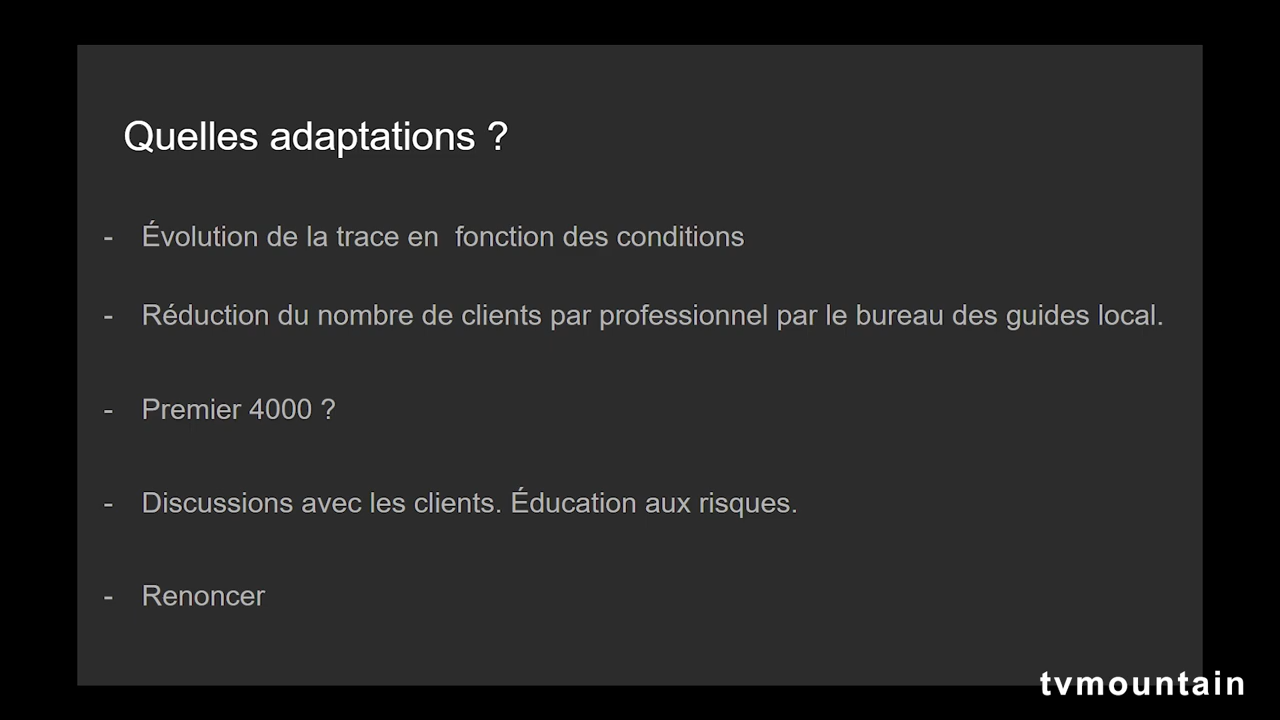 Quelles adaptations ?
- Évolution de la trace en  fonction des conditions
- Réduction du nombre de clients par professionnel par le bureau des guides local.
- Premier 4000 ?
- Discussions avec les clients. Éducation aux risques.
- Renoncer
tvmountain